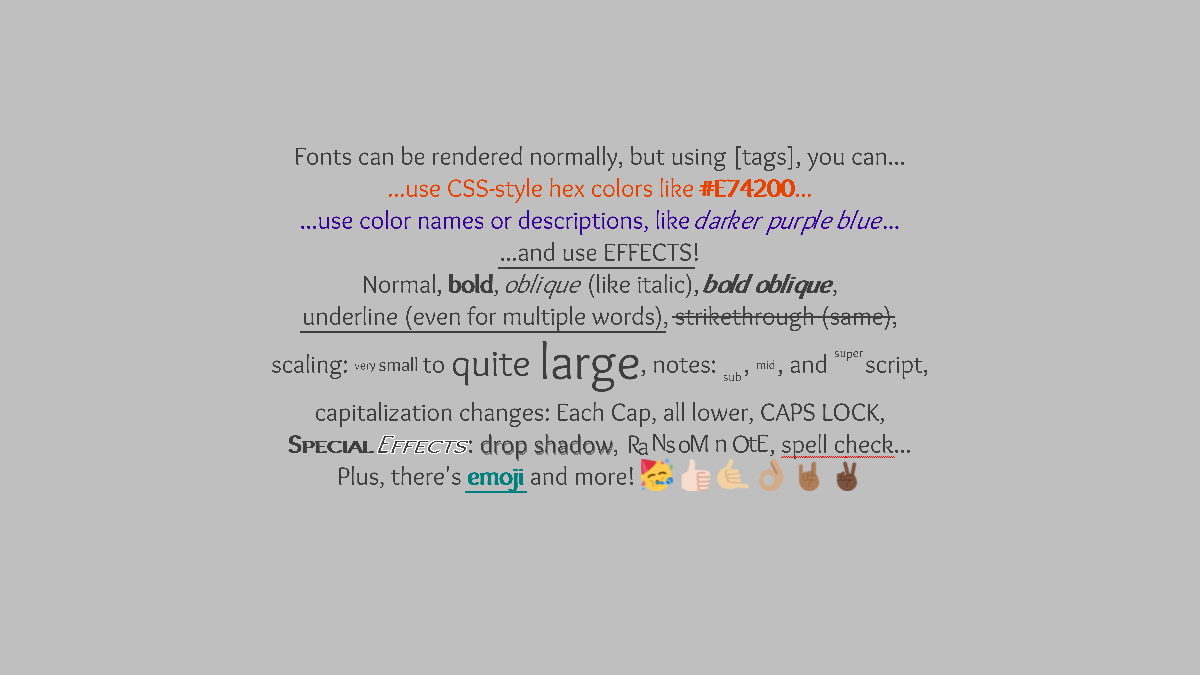 Fonts can be rendered normally, but using [tags], you can...
...use CSS-style hex colors like #E74200...
...use color names or descriptions, like darker purple blue...
...and use EFFECTS!
Normal, bold, oblique (like italic), bold oblique,
underline (even for multiple words), strikethrough (same),
scaling: very small to quite large, notes: sub, mid, and super script,
capitalization changes: Each Cap, all lower, CAPS LOCK,
SPECIAL EFFECTS: drop shadow, RaNsoM nOtE, spell check...
Plus, there's emoji and more! 🥳👍🏻🤙🏼👌🏽🤘🏾✌🏿